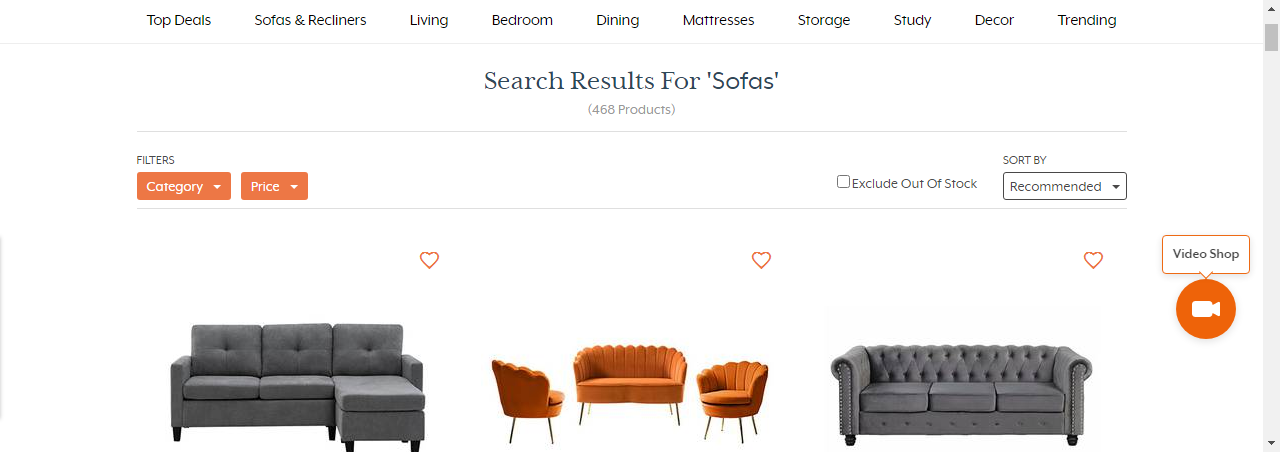 Top Deals Sofas & Recliners Living Bedroom Dining Mattresses Storage Study Decor Trending
Search Results For 'Sofas'
(468 Products)
FILTERS
SORT BY
Category Price Exclude Out Of Stock Recommended
Video Shop